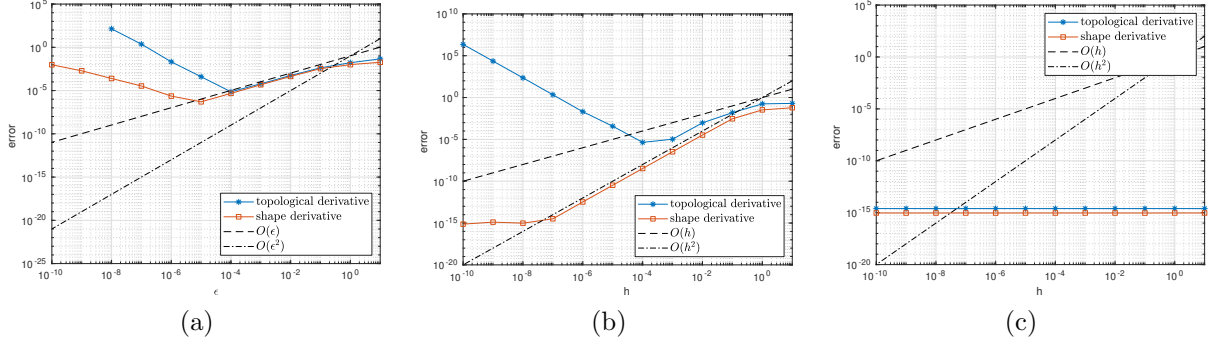 10^5
10^0
10^-5
10^-10
10^-15
10^-20
10^-25
error
10^-10 10^-8 10^-6 10^-4 10^-2 10^0
ϵ
topological derivative
shape derivative
O(ϵ)
O(ϵ^2)
(a)
10^10
10^5
10^0
10^-5
10^-10
10^-15
10^-20
error
10^-10 10^-8 10^-6 10^-4 10^-2 10^0
h
topological derivative
shape derivative
O(h)
O(h^2)
(b)
10^5
10^0
10^-5
10^-10
10^-15
10^-20
error
10^-10 10^-8 10^-6 10^-4 10^-2 10^0
h
topological derivative
shape derivative
O(h)
O(h^2)
(c)